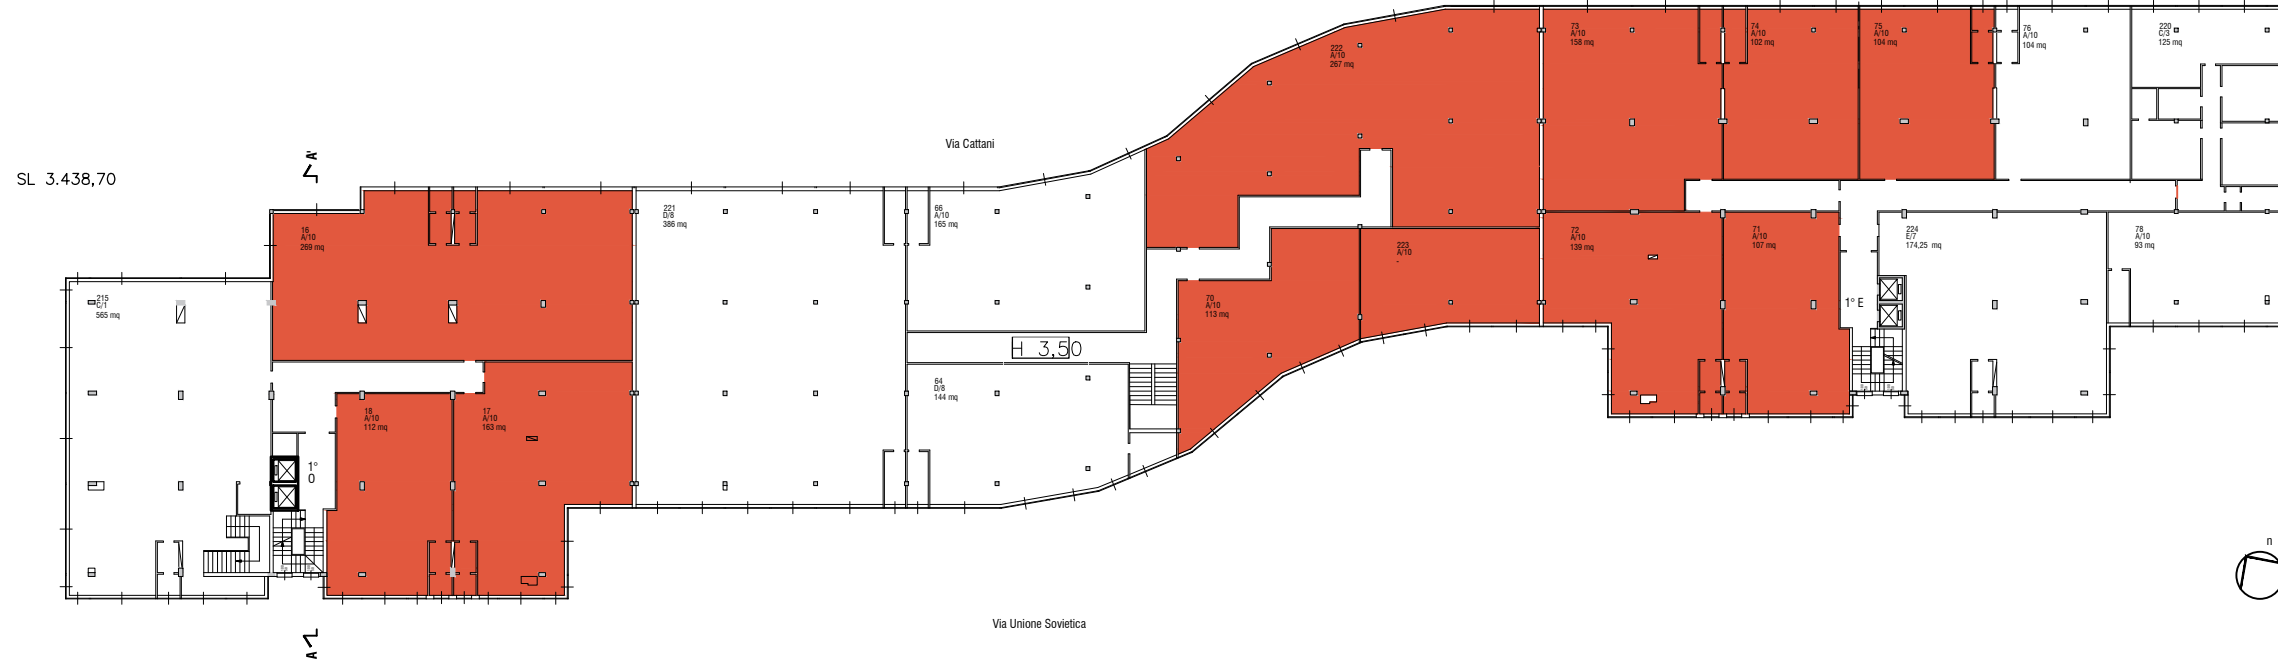 73
A/10
158 mq
74
A/10
102 mq
75
A/10
104 mq
76
A/10
104 mq
220
C/3
125 mq
222
A/10
267 mq
Via Cattani
A'
SL 3.438,70
221
D/8
386 mq
66
A/10
165 mq
16
A/10
269 mq
72
A/10
139 mq
71
A/10
107 mq
224
E/7
174,25 mq
78
A/10
93 mq
223
A/10
-
215
C/1
565 mq
70
A/10
113 mq
1° E
H 3,50
64
D/8
144 mq
18
A/10
112 mq
17
A/10
163 mq
1°
O
n
Via Unione Sovietica
A